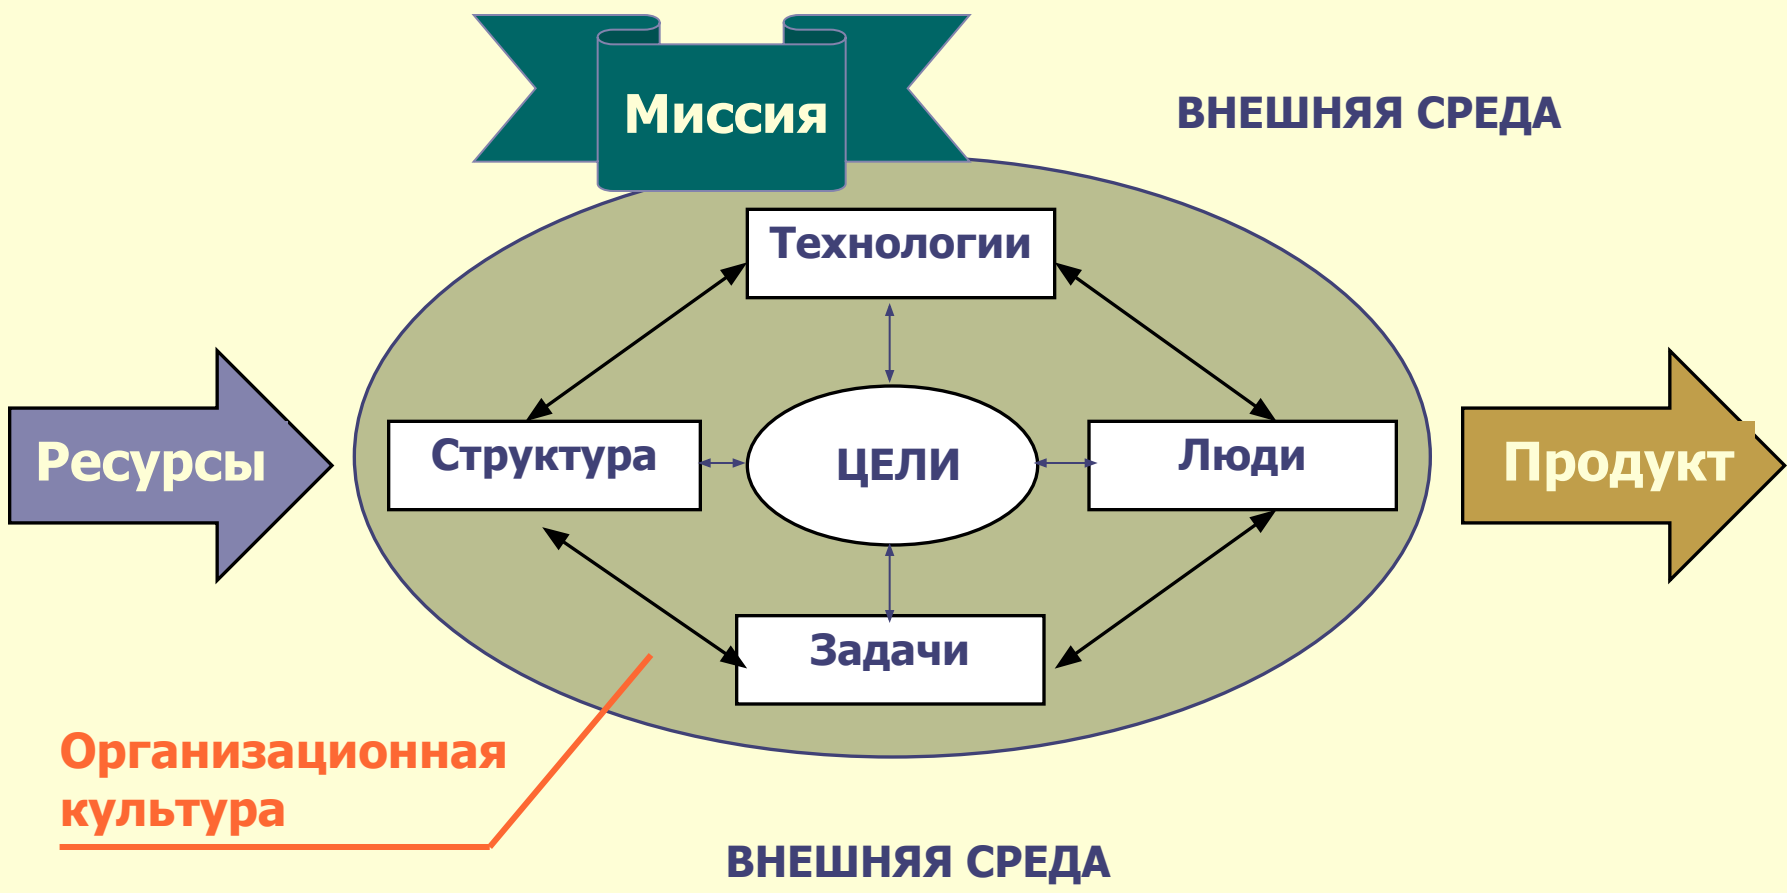 Миссия
ВНЕШНЯЯ СРЕДА
Технологии
Ресурсы
Структура
ЦЕЛИ
Люди
Продукт
Задачи
Организационная
культура
ВНЕШНЯЯ СРЕДА